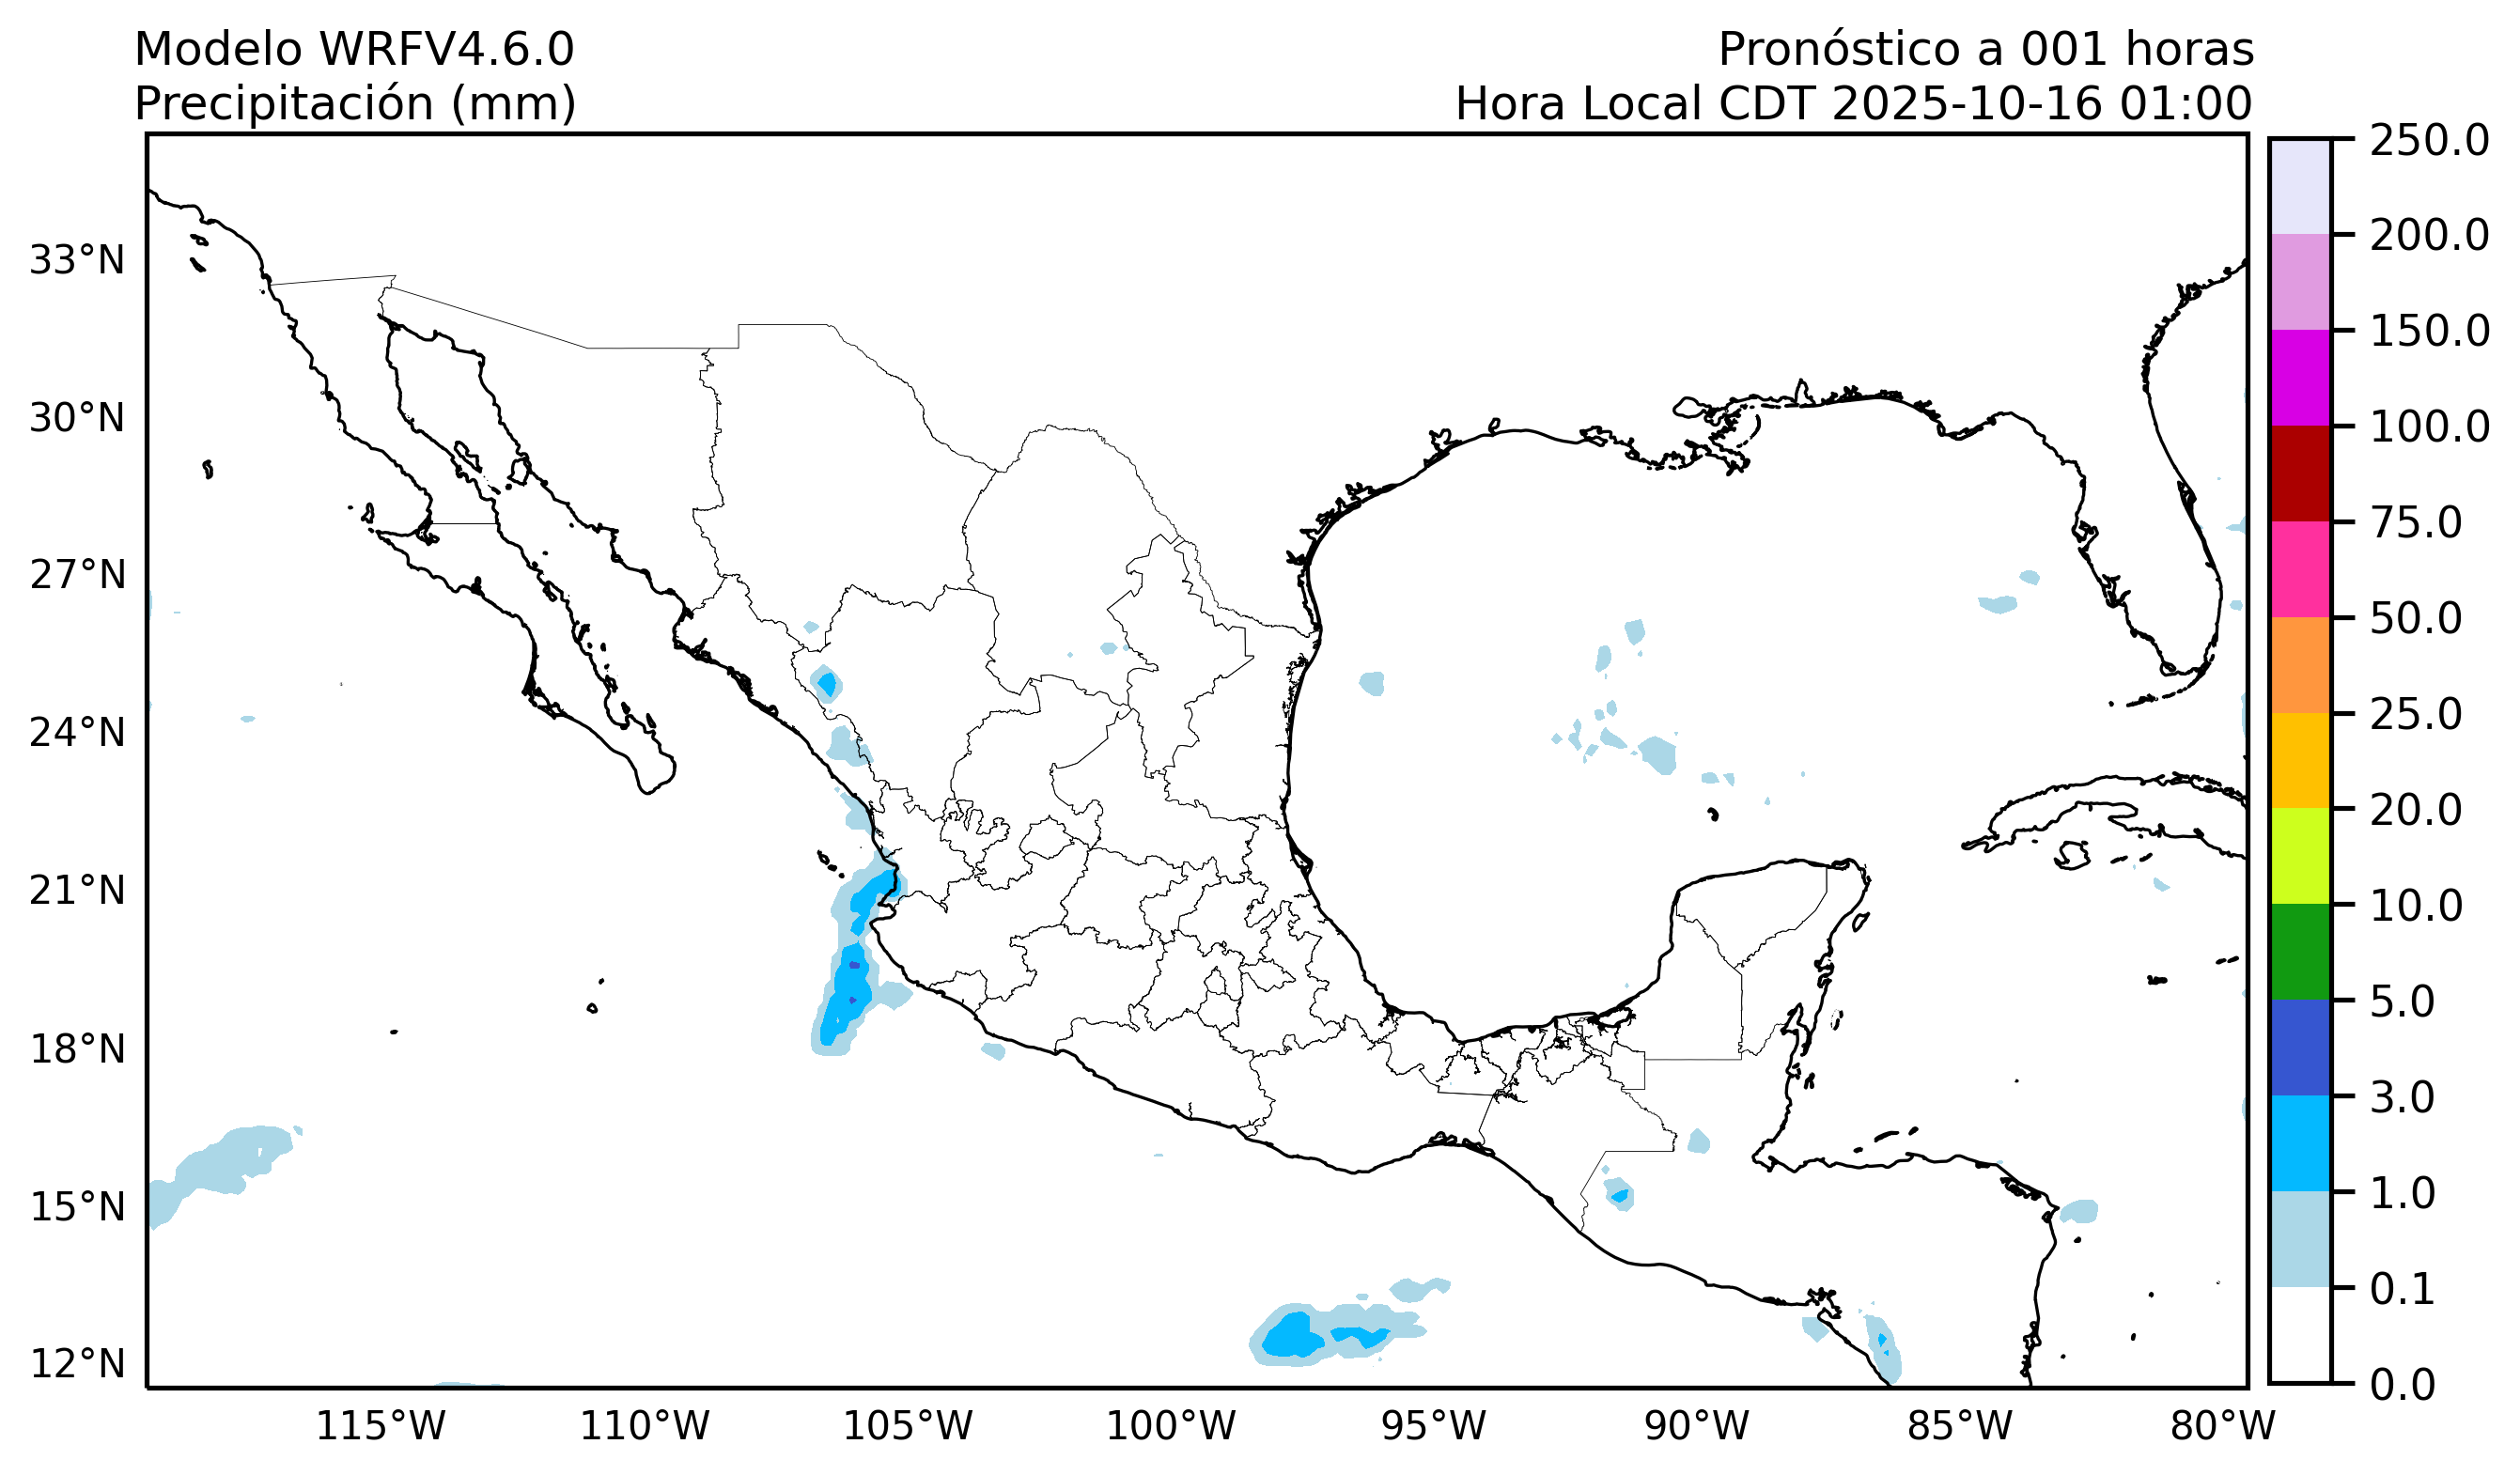 Modelo WRFV4.6.0
Precipitación (mm)
Pronóstico a 001 horas
Hora Local CDT 2025-10-16 01:00
33°N
30°N
27°N
24°N
21°N
18°N
15°N
12°N
115°W
110°W
105°W
100°W
95°W
90°W
85°W
80°W
250.0
200.0
150.0
100.0
75.0
50.0
25.0
20.0
10.0
5.0
3.0
1.0
0.1
0.0